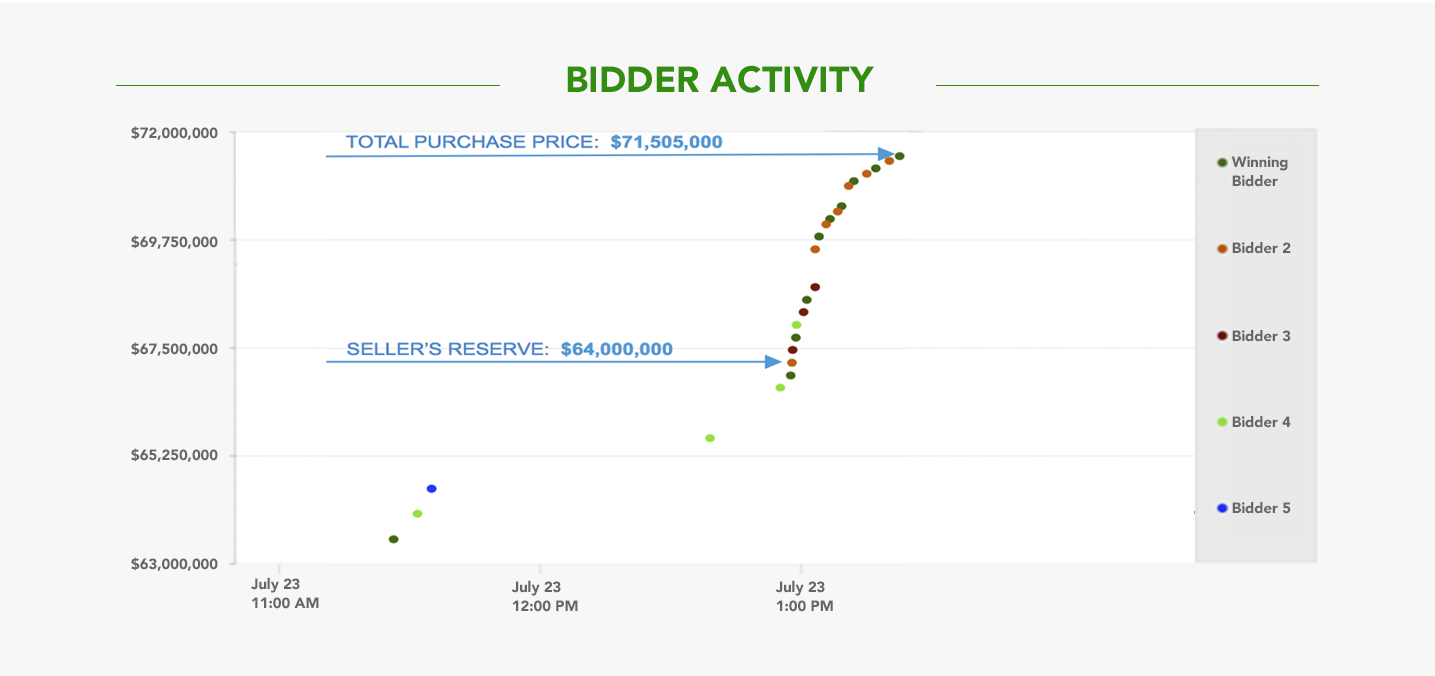 BIDDER ACTIVITY
$72,000,000
TOTAL PURCHASE PRICE: $71,505,000
$69,750,000
$67,500,000
SELLER’S RESERVE: $64,000,000
$65,250,000
$63,000,000
July 23
11:00 AM
July 23
12:00 PM
July 23
1:00 PM
Winning
Bidder
Bidder 2
Bidder 3
Bidder 4
Bidder 5